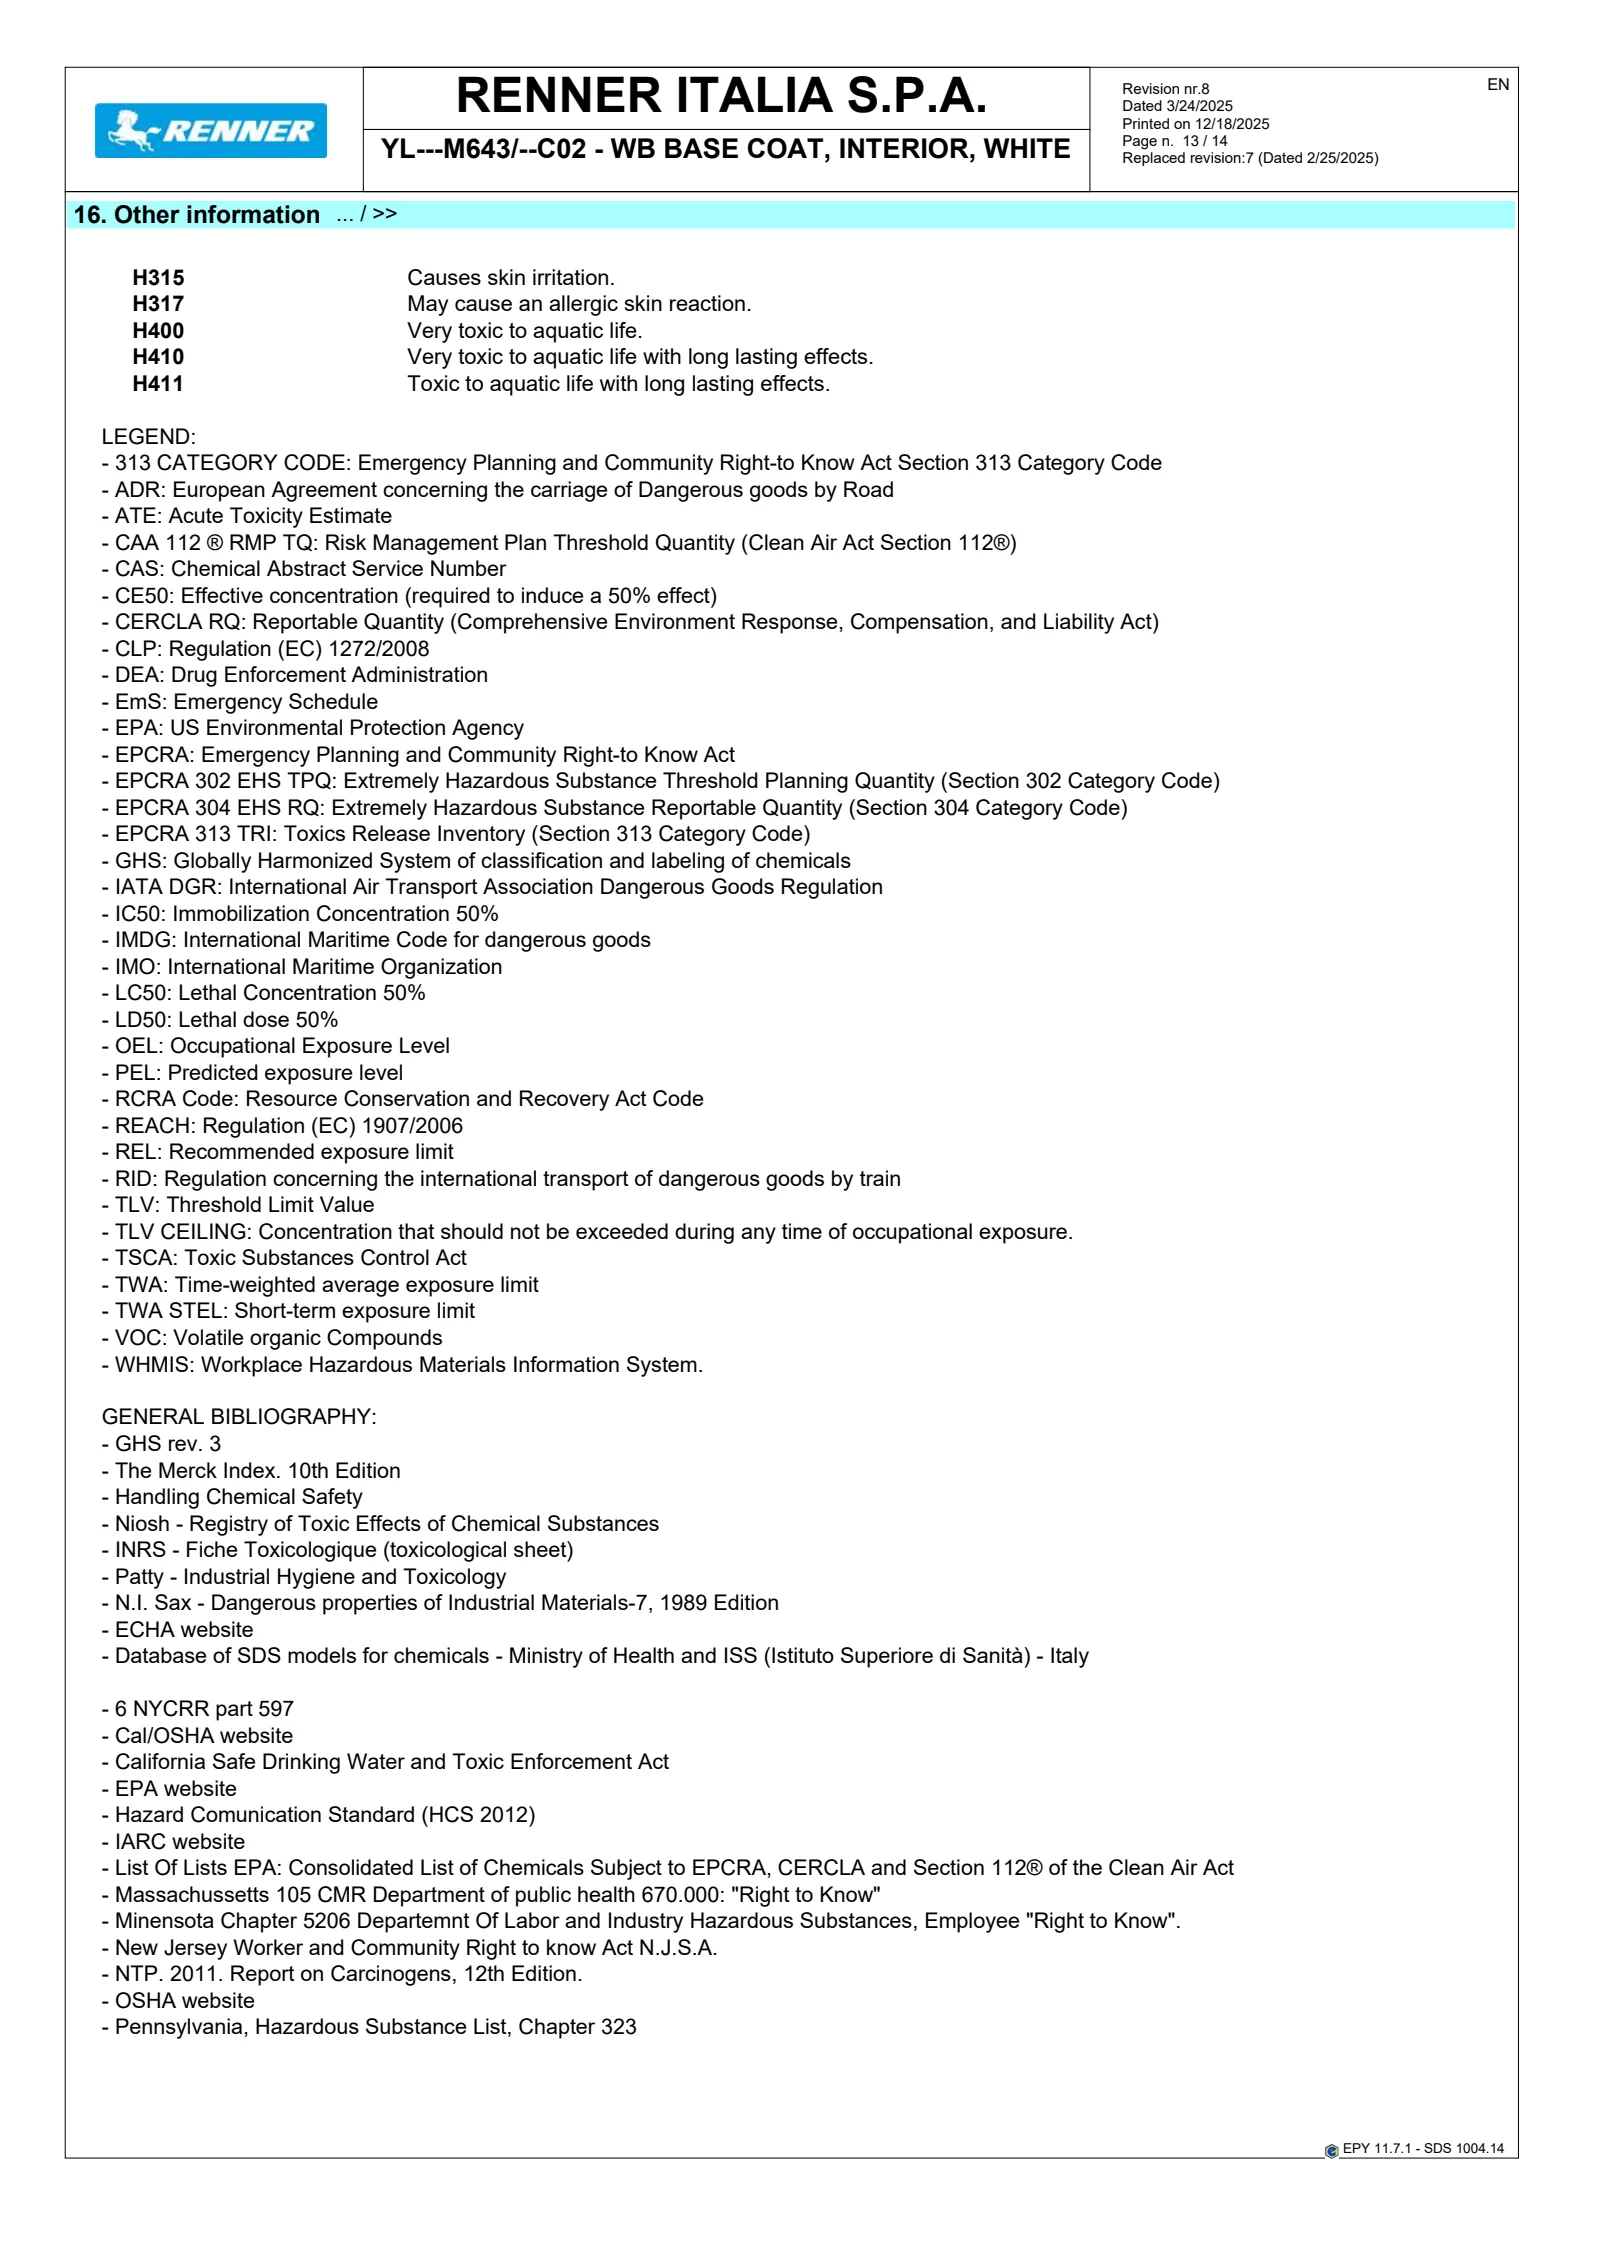 RENNER
RENNER ITALIA S.P.A.
YL---M643/--C02 - WB BASE COAT, INTERIOR, WHITE
Revision nr.8
Dated 3/24/2025
Printed on 12/18/2025
Page n. 13 / 14
Replaced revision:7 (Dated 2/25/2025)
EN
16. Other information ... / >>
H315 Causes skin irritation.
H317 May cause an allergic skin reaction.
H400 Very toxic to aquatic life.
H410 Very toxic to aquatic life with long lasting effects.
H411 Toxic to aquatic life with long lasting effects.
LEGEND:
- 313 CATEGORY CODE: Emergency Planning and Community Right-to Know Act Section 313 Category Code
- ADR: European Agreement concerning the carriage of Dangerous goods by Road
- ATE: Acute Toxicity Estimate
- CAA 112 ® RMP TQ: Risk Management Plan Threshold Quantity (Clean Air Act Section 112®)
- CAS: Chemical Abstract Service Number
- CE50: Effective concentration (required to induce a 50% effect)
- CERCLA RQ: Reportable Quantity (Comprehensive Environment Response, Compensation, and Liability Act)
- CLP: Regulation (EC) 1272/2008
- DEA: Drug Enforcement Administration
- EmS: Emergency Schedule
- EPA: US Environmental Protection Agency
- EPCRA: Emergency Planning and Community Right-to Know Act
- EPCRA 302 EHS TPQ: Extremely Hazardous Substance Threshold Planning Quantity (Section 302 Category Code)
- EPCRA 304 EHS RQ: Extremely Hazardous Substance Reportable Quantity (Section 304 Category Code)
- EPCRA 313 TRI: Toxics Release Inventory (Section 313 Category Code)
- GHS: Globally Harmonized System of classification and labeling of chemicals
- IATA DGR: International Air Transport Association Dangerous Goods Regulation
- IC50: Immobilization Concentration 50%
- IMDG: International Maritime Code for dangerous goods
- IMO: International Maritime Organization
- LC50: Lethal Concentration 50%
- LD50: Lethal dose 50%
- OEL: Occupational Exposure Level
- PEL: Predicted exposure level
- RCRA Code: Resource Conservation and Recovery Act Code
- REACH: Regulation (EC) 1907/2006
- REL: Recommended exposure limit
- RID: Regulation concerning the international transport of dangerous goods by train
- TLV: Threshold Limit Value
- TLV CEILING: Concentration that should not be exceeded during any time of occupational exposure.
- TSCA: Toxic Substances Control Act
- TWA: Time-weighted average exposure limit
- TWA STEL: Short-term exposure limit
- VOC: Volatile organic Compounds
- WHMIS: Workplace Hazardous Materials Information System.
GENERAL BIBLIOGRAPHY:
- GHS rev. 3
- The Merck Index. 10th Edition
- Handling Chemical Safety
- Niosh - Registry of Toxic Effects of Chemical Substances
- INRS - Fiche Toxicologique (toxicological sheet)
- Patty - Industrial Hygiene and Toxicology
- N.I. Sax - Dangerous properties of Industrial Materials-7, 1989 Edition
- ECHA website
- Database of SDS models for chemicals - Ministry of Health and ISS (Istituto Superiore di Sanità) - Italy
- 6 NYCRR part 597
- Cal/OSHA website
- California Safe Drinking Water and Toxic Enforcement Act
- EPA website
- Hazard Comunication Standard (HCS 2012)
- IARC website
- List Of Lists EPA: Consolidated List of Chemicals Subject to EPCRA, CERCLA and Section 112® of the Clean Air Act
- Massachussetts 105 CMR Department of public health 670.000: "Right to Know"
- Minensota Chapter 5206 Departemnt Of Labor and Industry Hazardous Substances, Employee "Right to Know".
- New Jersey Worker and Community Right to know Act N.J.S.A.
- NTP. 2011. Report on Carcinogens, 12th Edition.
- OSHA website
- Pennsylvania, Hazardous Substance List, Chapter 323
EPY 11.7.1 - SDS 1004.14